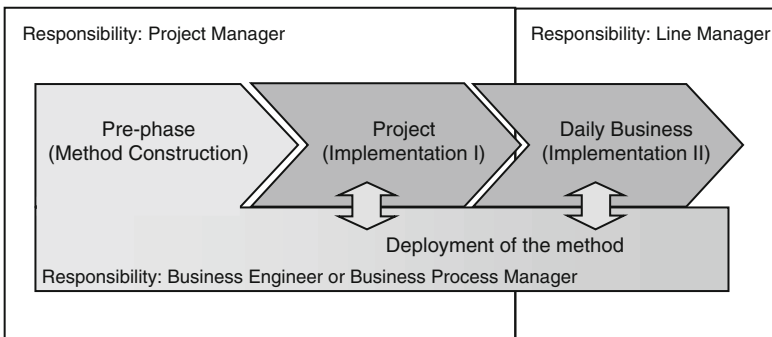 Responsibility: Project Manager
Responsibility: Line Manager
Pre-phase
(Method Construction)
Project
(Implementation I)
Daily Business
(Implementation II)
Deployment of the method
Responsibility: Business Engineer or Business Process Manager